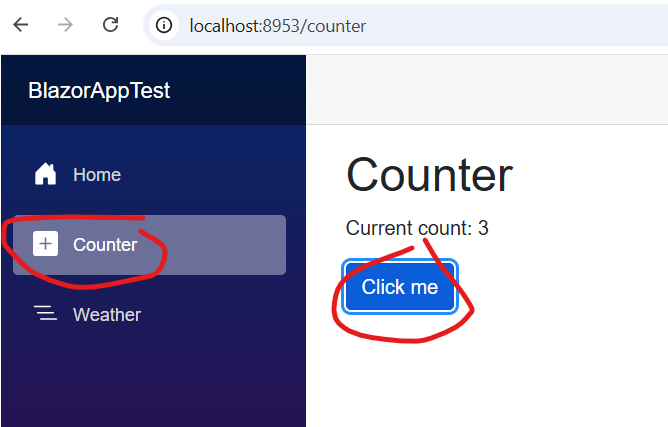 localhost:8953/counter
BlazorAppTest
Home
Counter
Weather
Counter
Current count: 3
Click me